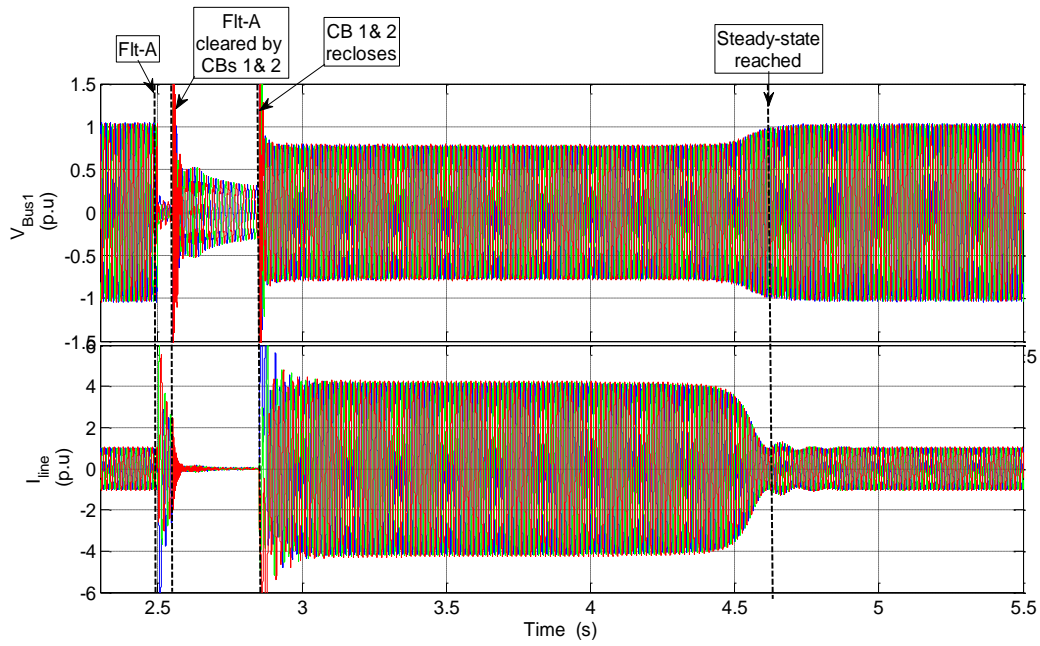 Flt-A
Flt-A
cleared by
CBs 1& 2
CB 1& 2
recloses
Steady-state
reached
1.5
1
0.5
0
-0.5
-1
-1.5
V_Bus1
(p.u)
6
4
2
0
-2
-4
-6
I_line
(p.u)
5
2.5
3
3.5
4
4.5
5
5.5
Time (s)